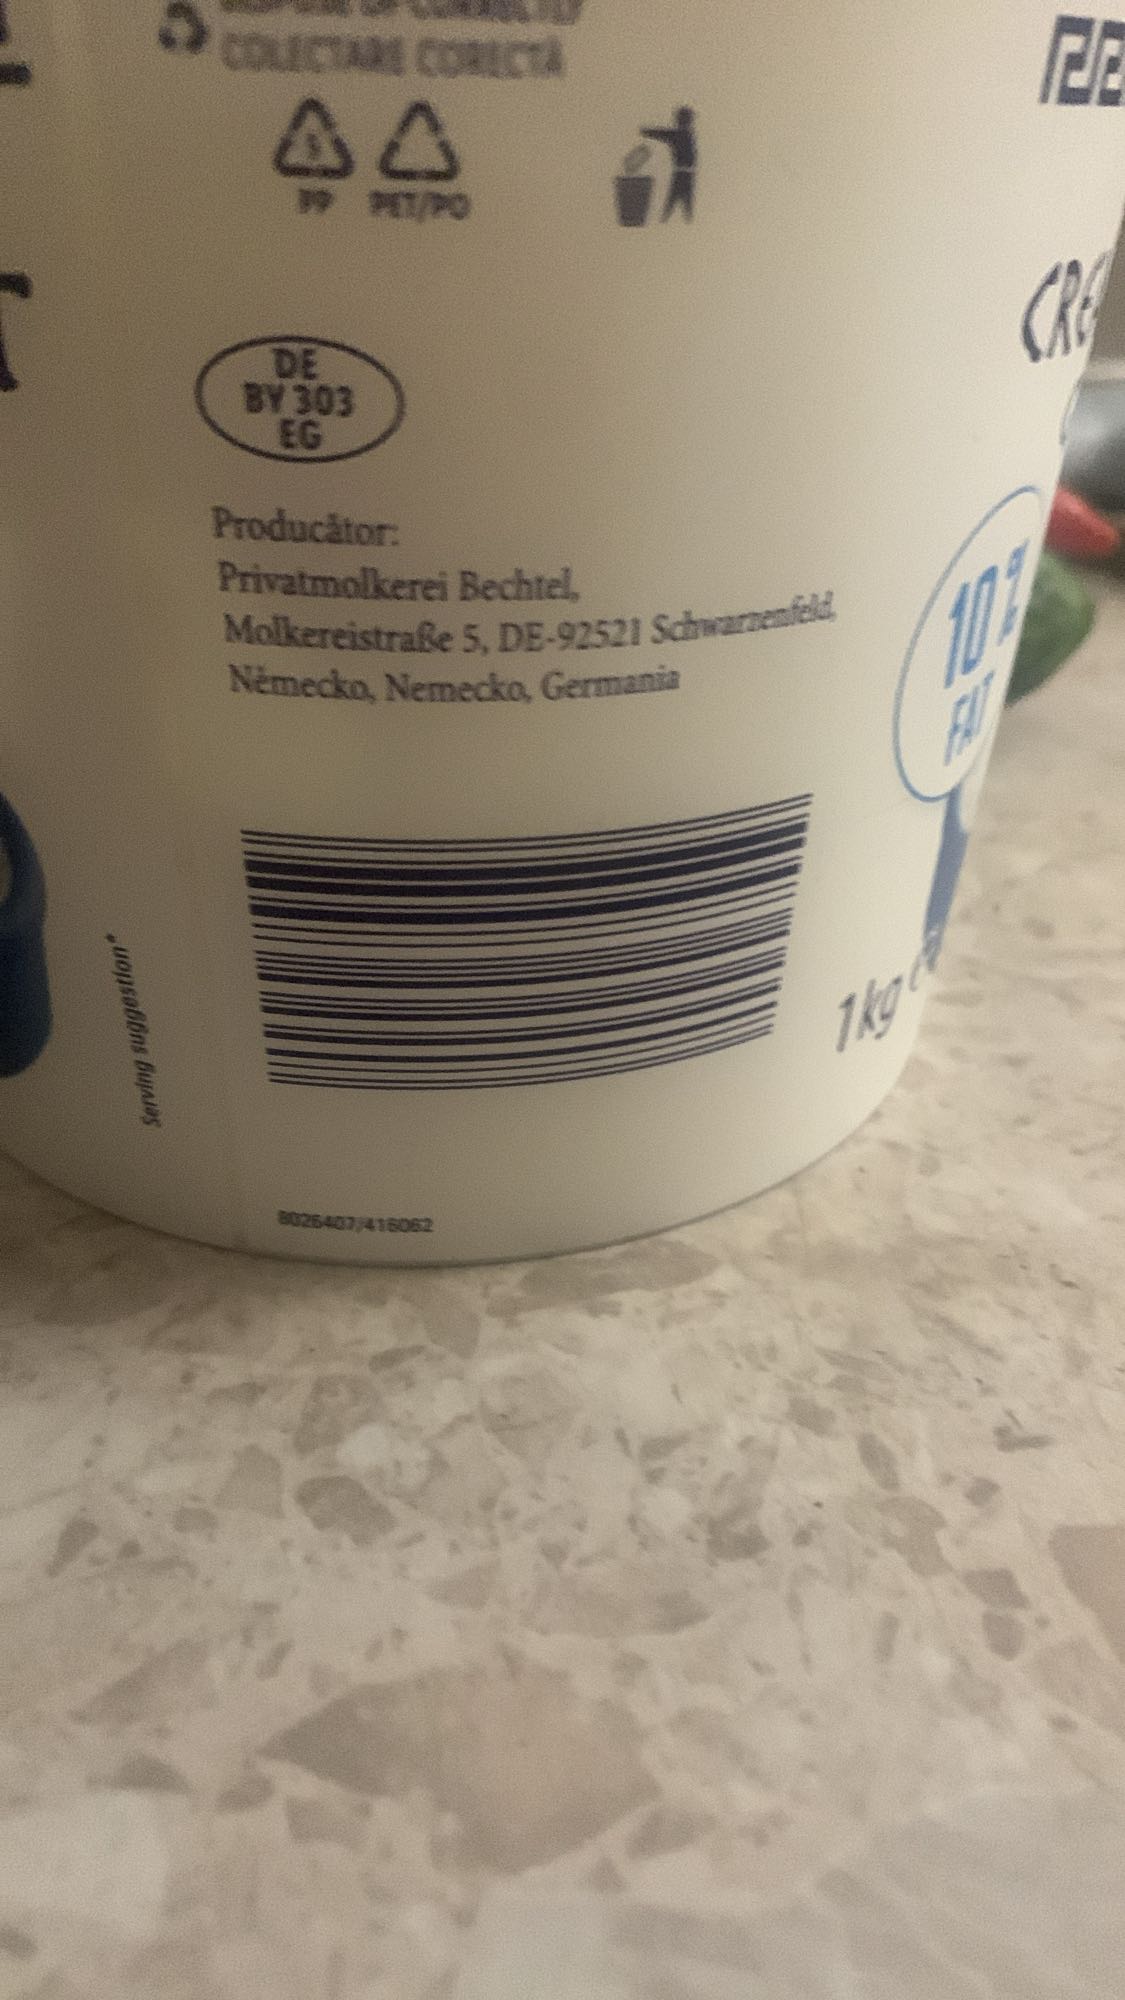 COLECTARE CORECTĂ
5
PP
PET/PO
DE
BY 303
EG
Producător:
Privatmolkerei Bechtel,
Molkereistraße 5, DE-92521 Schwarzenfeld,
Německo, Nemecko, Germania
CRE
10%
FAT
1kg e
Serving suggestion*
8026407/416062